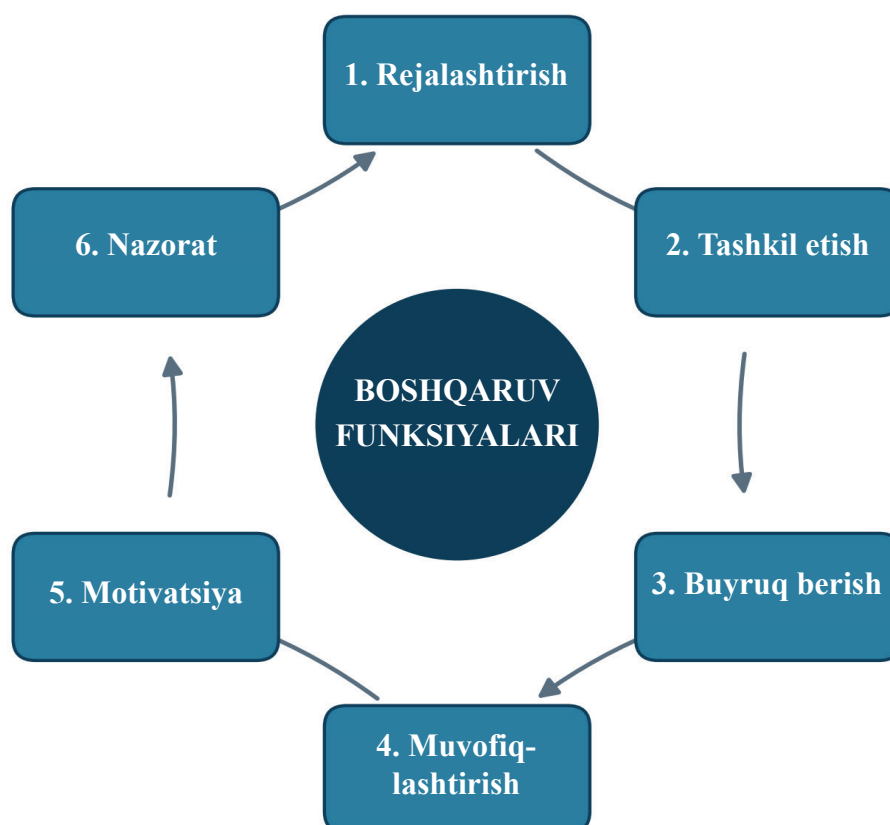 1. Rejalashtirish
2. Tashkil etish
3. Buyruq berish
4. Muvofiq-
lashtirish
5. Motivatsiya
6. Nazorat
BOSHQARUV
FUNKSIYALARI